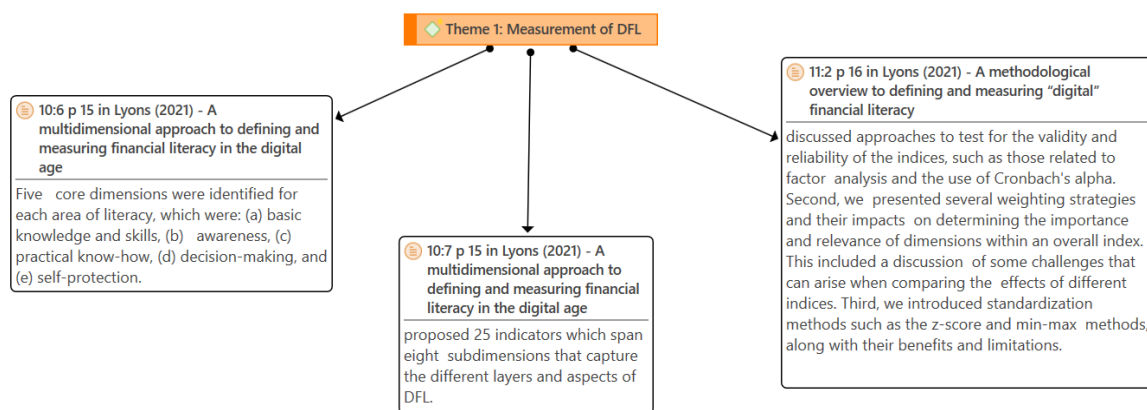 Theme 1: Measurement of DFL
10:6 p 15 in Lyons (2021) - A
multidimensional approach to defining and
measuring financial literacy in the digital
age
Five core dimensions were identified for
each area of literacy, which were: (a) basic
knowledge and skills, (b) awareness, (c)
practical know-how, (d) decision-making, and
(e) self-protection.
10:7 p 15 in Lyons (2021) - A
multidimensional approach to
defining and measuring financial
literacy in the digital age
proposed 25 indicators which span
eight subdimensions that capture
the different layers and aspects of
DFL.
11:2 p 16 in Lyons (2021) - A methodological
overview to defining and measuring “digital”
financial literacy
discussed approaches to test for the validity and
reliability of the indices, such as those related to
factor analysis and the use of Cronbach's alpha.
Second, we presented several weighting strategies
and their impacts on determining the importance
and relevance of dimensions within an overall index.
This included a discussion of some challenges that
can arise when comparing the effects of different
indices. Third, we introduced standardization
methods such as the z-score and min-max methods,
along with their benefits and limitations.